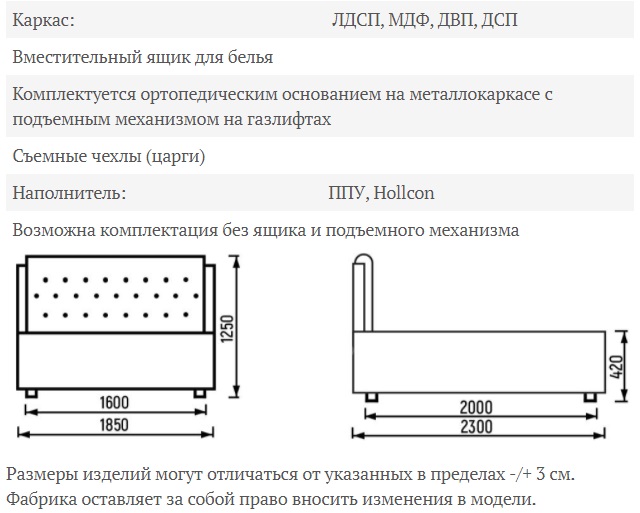 Каркас: ЛДСП, МДФ, ДВП, ДСП
Вместительный ящик для белья
Комплектуется ортопедическим основанием на металлокаркасе с
подъемным механизмом на газлифтах
Съемные чехлы (царги)
Наполнитель: ППУ, Hollcon
Возможна комплектация без ящика и подъемного механизма
1250
420
1600
2000
1850
2300
Размеры изделий могут отличаться от указанных в пределах -/+ 3 см.
Фабрика оставляет за собой право вносить изменения в модели.